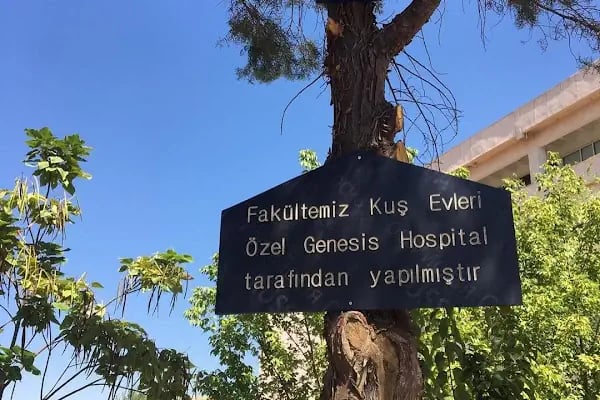 Fakültemiz Kuş Evleri
Özel Genesis Hospital
tarafından yapılmıştır